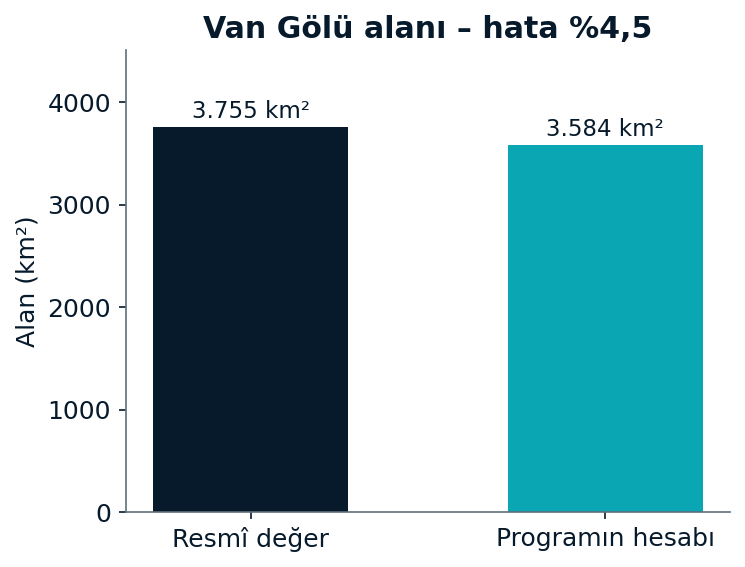 Van Gölü alanı – hata %4,5
Alan (km²)
4000
3000
2000
1000
0
3.755 km²
3.584 km²
Resmî değer
Programın hesabı